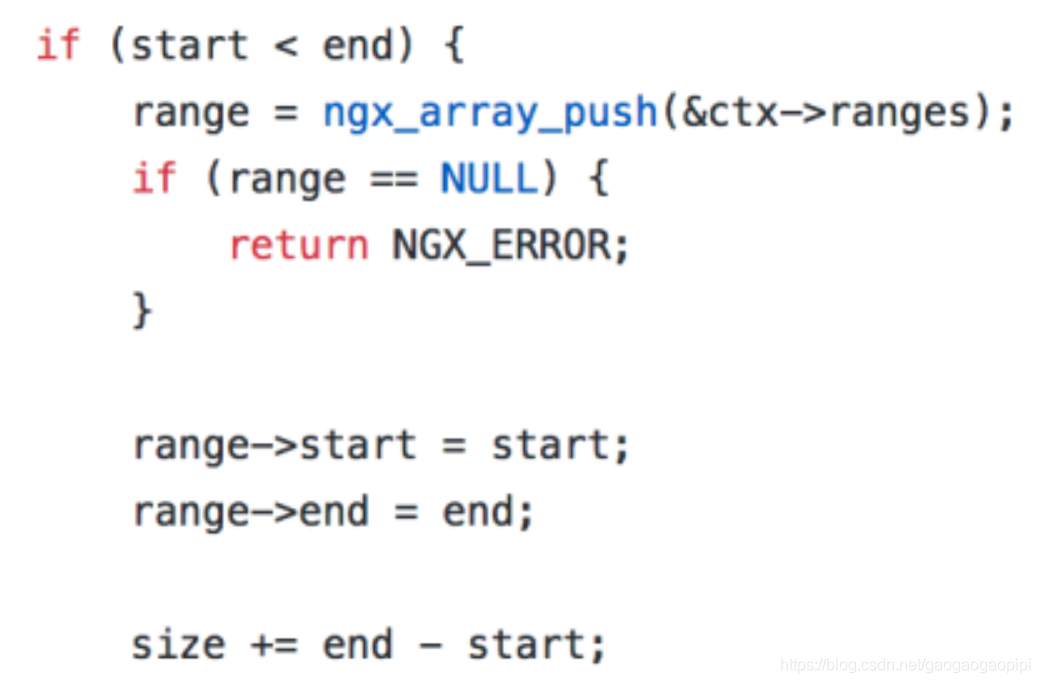 if (start < end) {
    range = ngx_array_push(&ctx->ranges);
    if (range == NULL) {
        return NGX_ERROR;
    }

    range->start = start;
    range->end = end;

    size += end - start;
https://blog.csdn.net/gaogaogaopipi